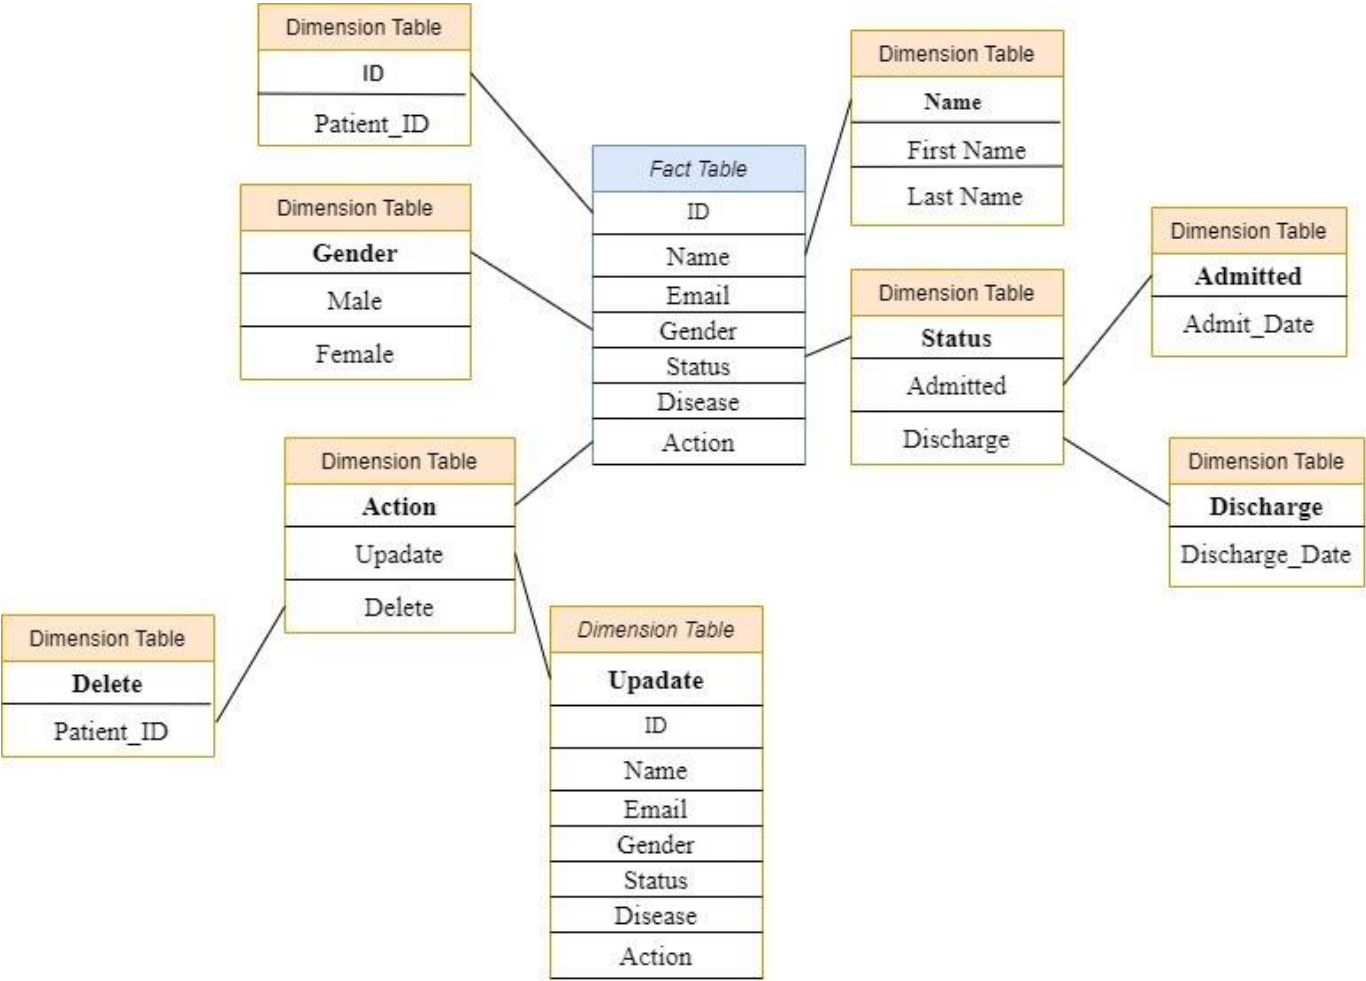 Dimension Table
ID
Patient_ID
Dimension Table
Name
First Name
Last Name
Fact Table
ID
Name
Email
Gender
Status
Disease
Action
Dimension Table
Gender
Male
Female
Dimension Table
Status
Admitted
Discharge
Dimension Table
Admitted
Admit_Date
Dimension Table
Discharge
Discharge_Date
Dimension Table
Action
Upadate
Delete
Dimension Table
Delete
Patient_ID
Dimension Table
Upadate
ID
Name
Email
Gender
Status
Disease
Action